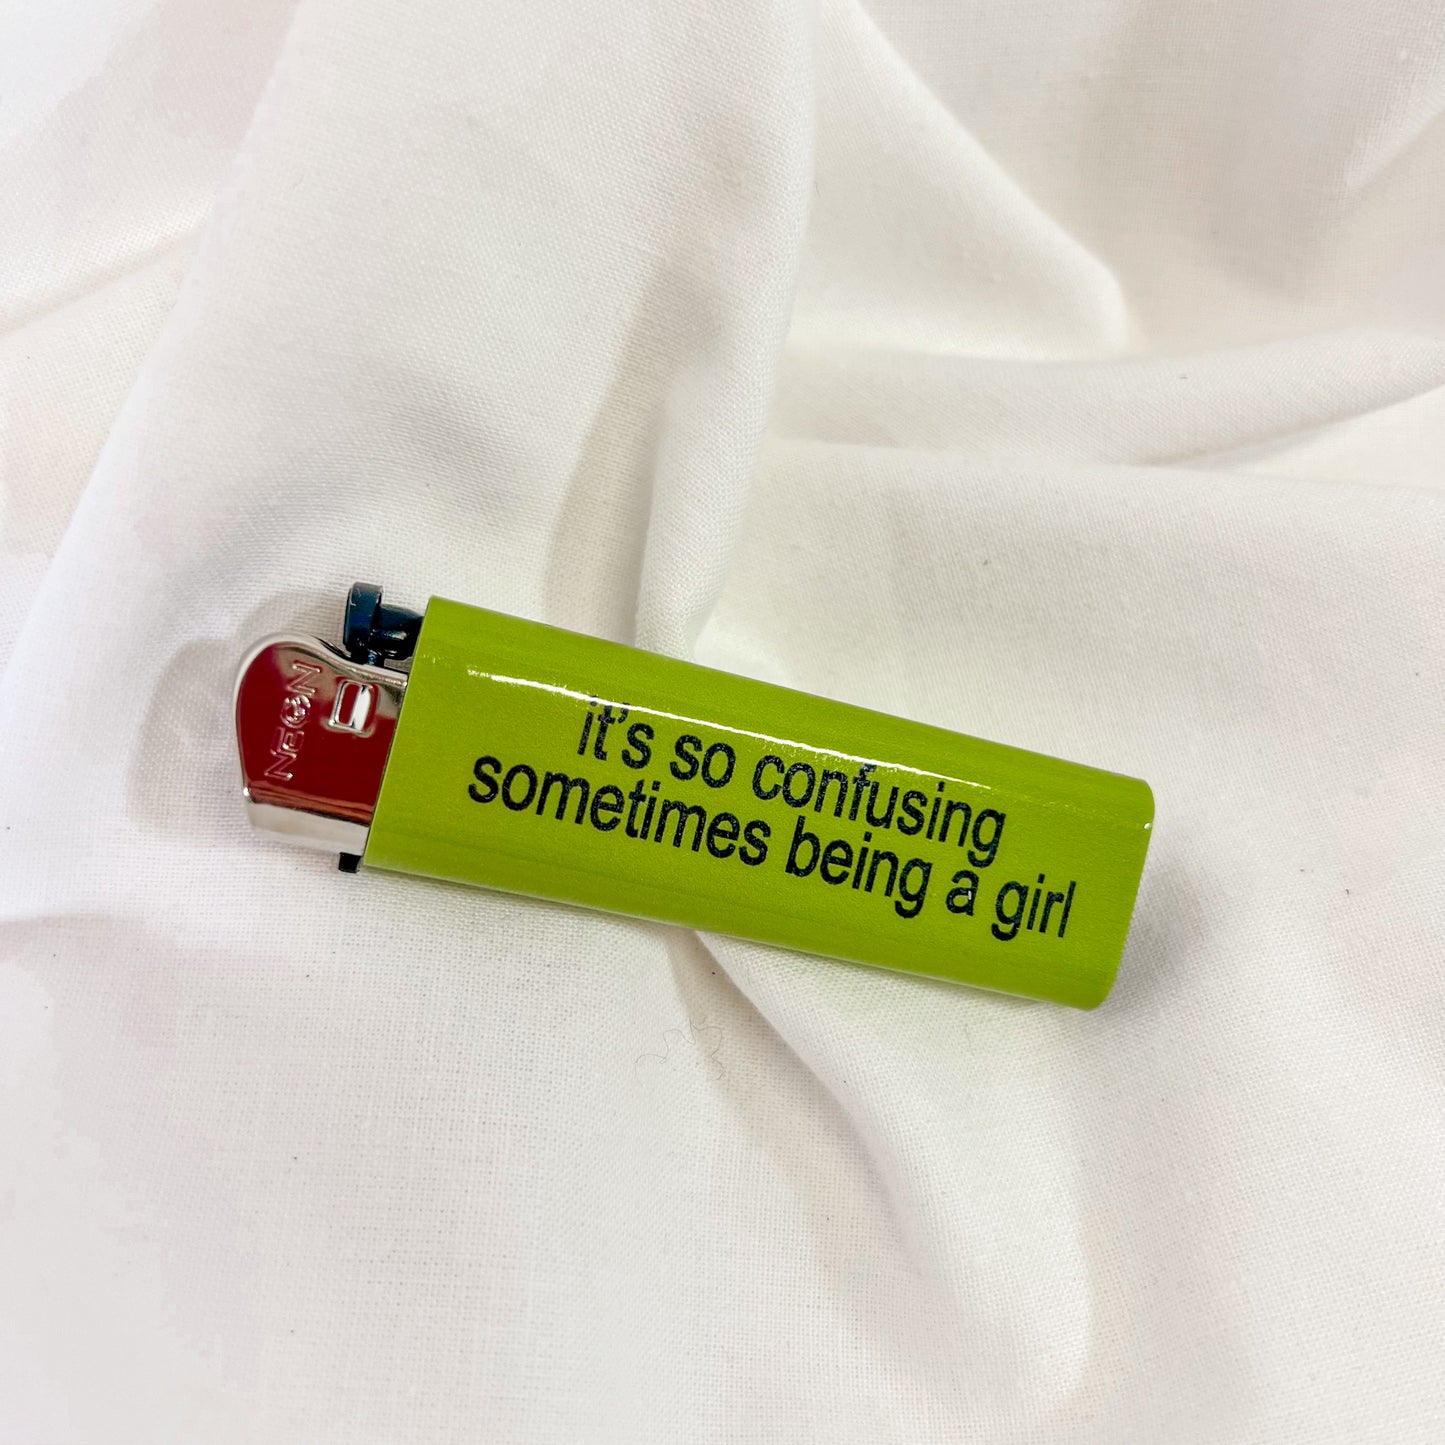 NEON
it's so confusing
sometimes being a girl